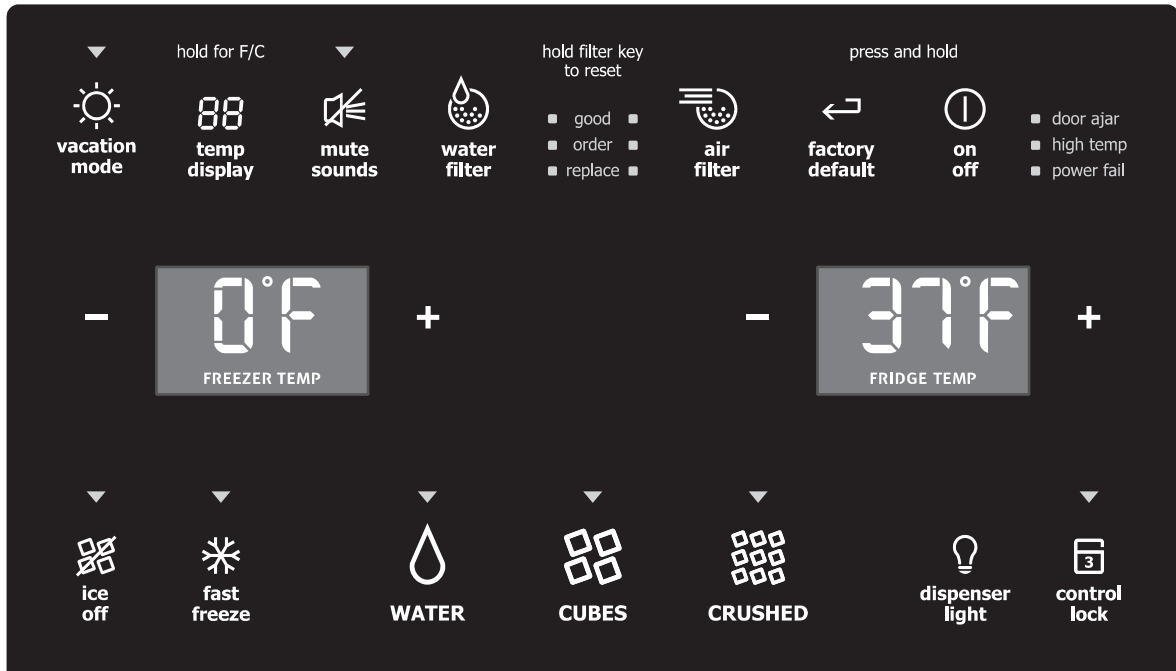 hold for F/C
hold filter key
to reset
press and hold
88
vacation
mode
temp
display
mute
sounds
water
filter
good
order
replace
air
filter
factory
default
on
off
door ajar
high temp
power fail
0°F
FREEZER TEMP
37°F
FRIDGE TEMP
ice
off
fast
freeze
WATER
CUBES
CRUSHED
dispenser
light
3
control
lock